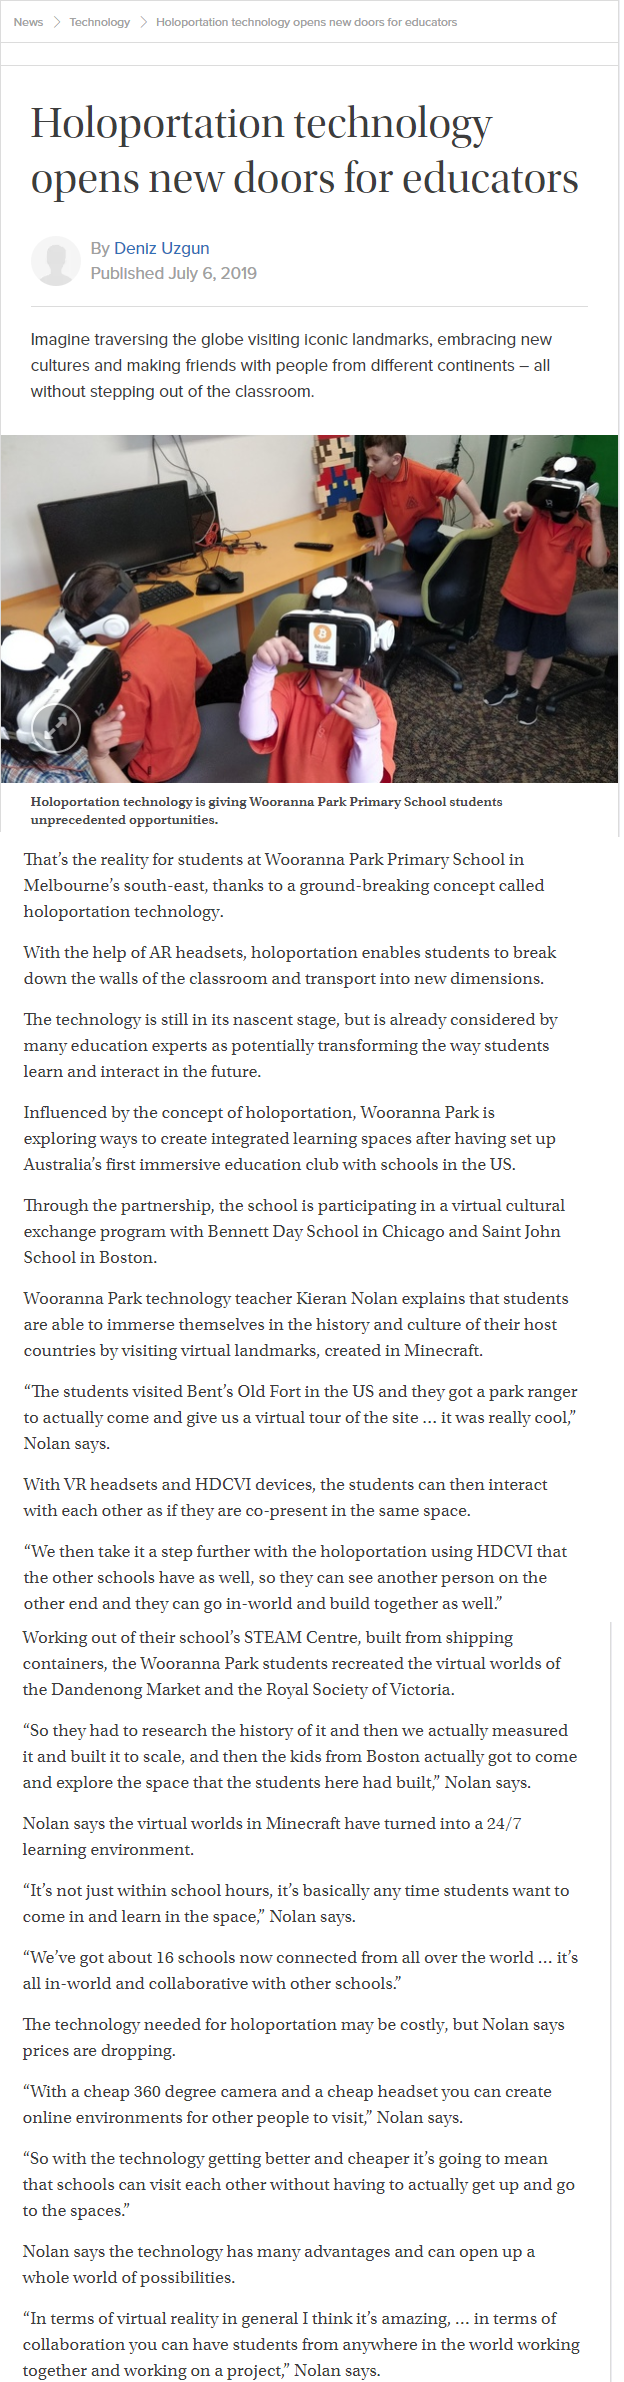 News > Technology > Holoportation technology opens new doors for educators
Holoportation technology
opens new doors for educators
By Deniz Uzgun
Published July 6, 2019
Imagine traversing the globe visiting iconic landmarks, embracing new
cultures and making friends with people from different continents – all
without stepping out of the classroom.
bitcoin
Holoportation technology is giving Wooranna Park Primary School students
unprecedented opportunities.
That’s the reality for students at Wooranna Park Primary School in
Melbourne’s south-east, thanks to a ground-breaking concept called
holoportation technology.
With the help of AR headsets, holoportation enables students to break
down the walls of the classroom and transport into new dimensions.
The technology is still in its nascent stage, but is already considered by
many education experts as potentially transforming the way students
learn and interact in the future.
Influenced by the concept of holoportation, Wooranna Park is
exploring ways to create integrated learning spaces after having set up
Australia’s first immersive education club with schools in the US.
Through the partnership, the school is participating in a virtual cultural
exchange program with Bennett Day School in Chicago and Saint John
School in Boston.
Wooranna Park technology teacher Kieran Nolan explains that students
are able to immerse themselves in the history and culture of their host
countries by visiting virtual landmarks, created in Minecraft.
“The students visited Bent’s Old Fort in the US and they got a park ranger
to actually come and give us a virtual tour of the site ... it was really cool,”
Nolan says.
With VR headsets and HDCVI devices, the students can then interact
with each other as if they are co-present in the same space.
“We then take it a step further with the holoportation using HDCVI that
the other schools have as well, so they can see another person on the
other end and they can go in-world and build together as well.”
Working out of their school’s STEAM Centre, built from shipping
containers, the Wooranna Park students recreated the virtual worlds of
the Dandenong Market and the Royal Society of Victoria.
“So they had to research the history of it and then we actually measured
it and built it to scale, and then the kids from Boston actually got to come
and explore the space that the students here had built,” Nolan says.
Nolan says the virtual worlds in Minecraft have turned into a 24/7
learning environment.
“It’s not just within school hours, it’s basically any time students want to
come in and learn in the space,” Nolan says.
“We’ve got about 16 schools now connected from all over the world ... it’s
all in-world and collaborative with other schools.”
The technology needed for holoportation may be costly, but Nolan says
prices are dropping.
“With a cheap 360 degree camera and a cheap headset you can create
online environments for other people to visit,” Nolan says.
“So with the technology getting better and cheaper it’s going to mean
that schools can visit each other without having to actually get up and go
to the spaces.”
Nolan says the technology has many advantages and can open up a
whole world of possibilities.
“In terms of virtual reality in general I think it’s amazing, ... in terms of
collaboration you can have students from anywhere in the world working
together and working on a project,” Nolan says.